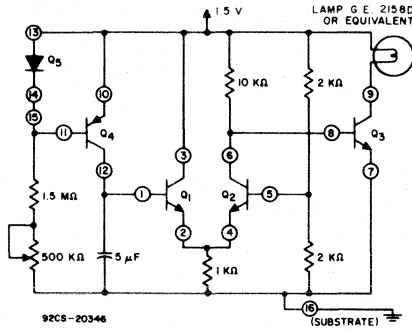 1.5 V
LAMP G.E. 2158D
OR EQUIVALENT
13
Q5
14
15
10
11
Q4
12
1.5 MΩ
500 KΩ
5 µF
1
3
Q1
2
10 KΩ
6
Q2
4
5
1 KΩ
2 KΩ
2 KΩ
8
9
Q3
7
16
(SUBSTRATE)
92CS-20346